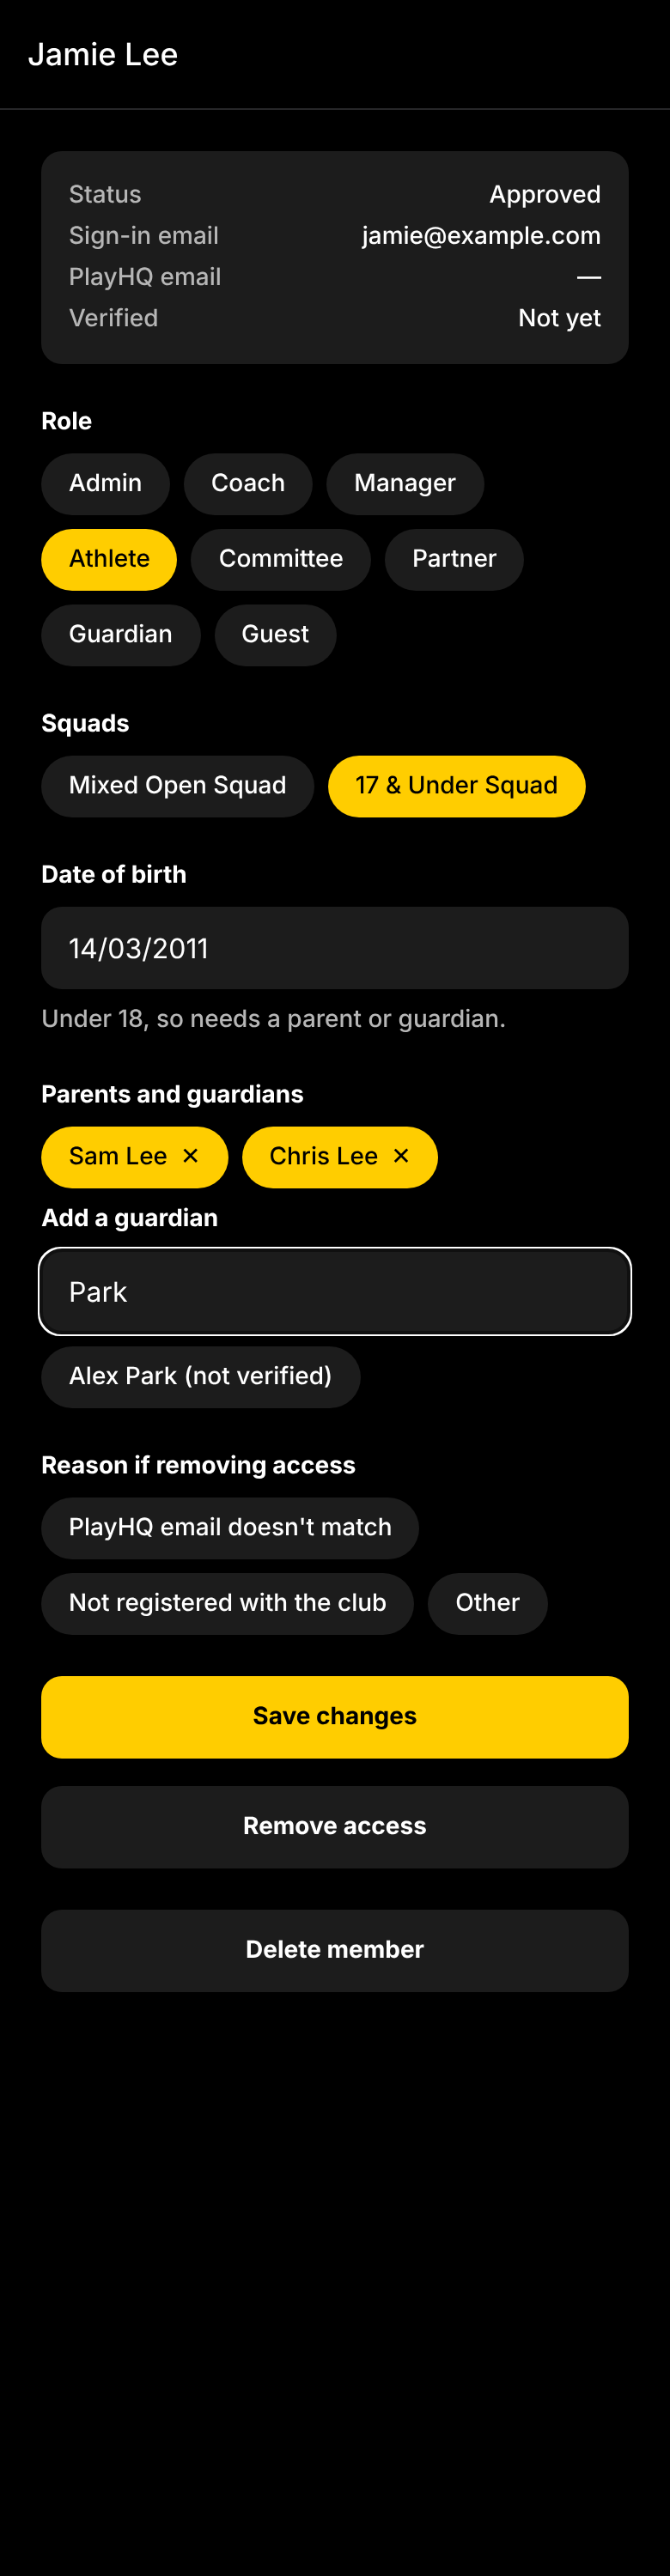 Jamie Lee
Status Approved
Sign-in email jamie@example.com
PlayHQ email —
Verified Not yet
Role
Admin Coach Manager
Athlete Committee Partner
Guardian Guest
Squads
Mixed Open Squad 17 & Under Squad
Date of birth
14/03/2011
Under 18, so needs a parent or guardian.
Parents and guardians
Sam Lee ✕ Chris Lee ✕
Add a guardian
Park
Alex Park (not verified)
Reason if removing access
PlayHQ email doesn't match
Not registered with the club Other
Save changes
Remove access
Delete member